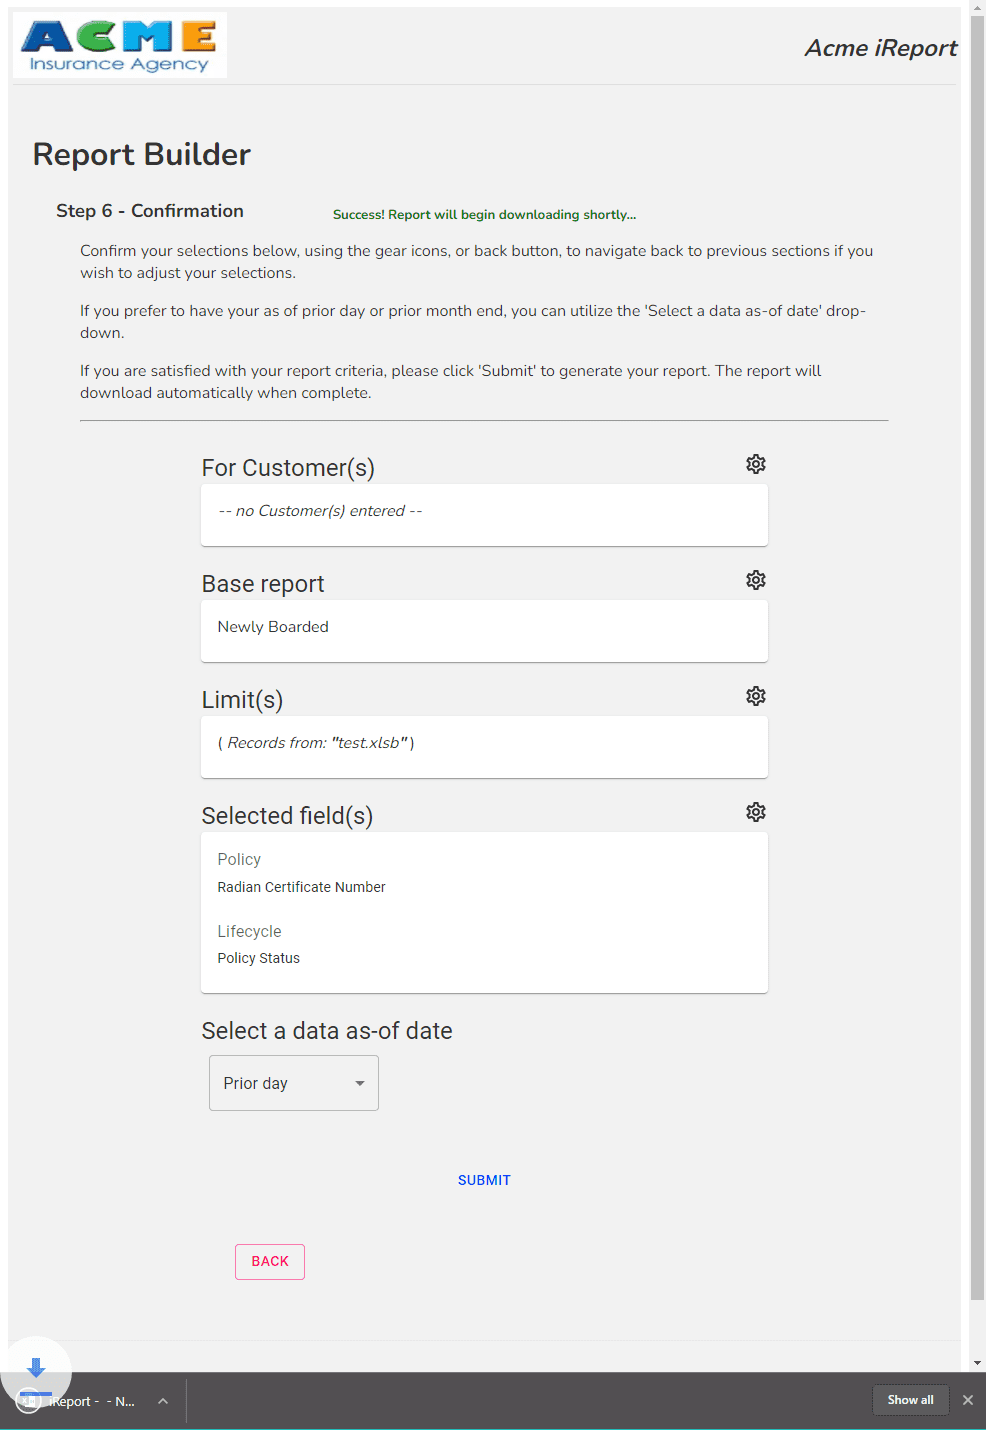 ACME
Insurance Agency
Acme iReport
Report Builder
Step 6 - Confirmation
Success! Report will begin downloading shortly...
Confirm your selections below, using the gear icons, or back button, to navigate back to previous sections if you
wish to adjust your selections.
If you prefer to have your as of prior day or prior month end, you can utilize the 'Select a data as-of date' drop-
down.
If you are satisfied with your report criteria, please click 'Submit' to generate your report. The report will
download automatically when complete.
For Customer(s)
-- no Customer(s) entered --
Base report
Newly Boarded
Limit(s)
( Records from: "test.xlsb" )
Selected field(s)
Policy
Radian Certificate Number
Lifecycle
Policy Status
Select a data as-of date
Prior day
SUBMIT
BACK
iReport -  - N...
Show all